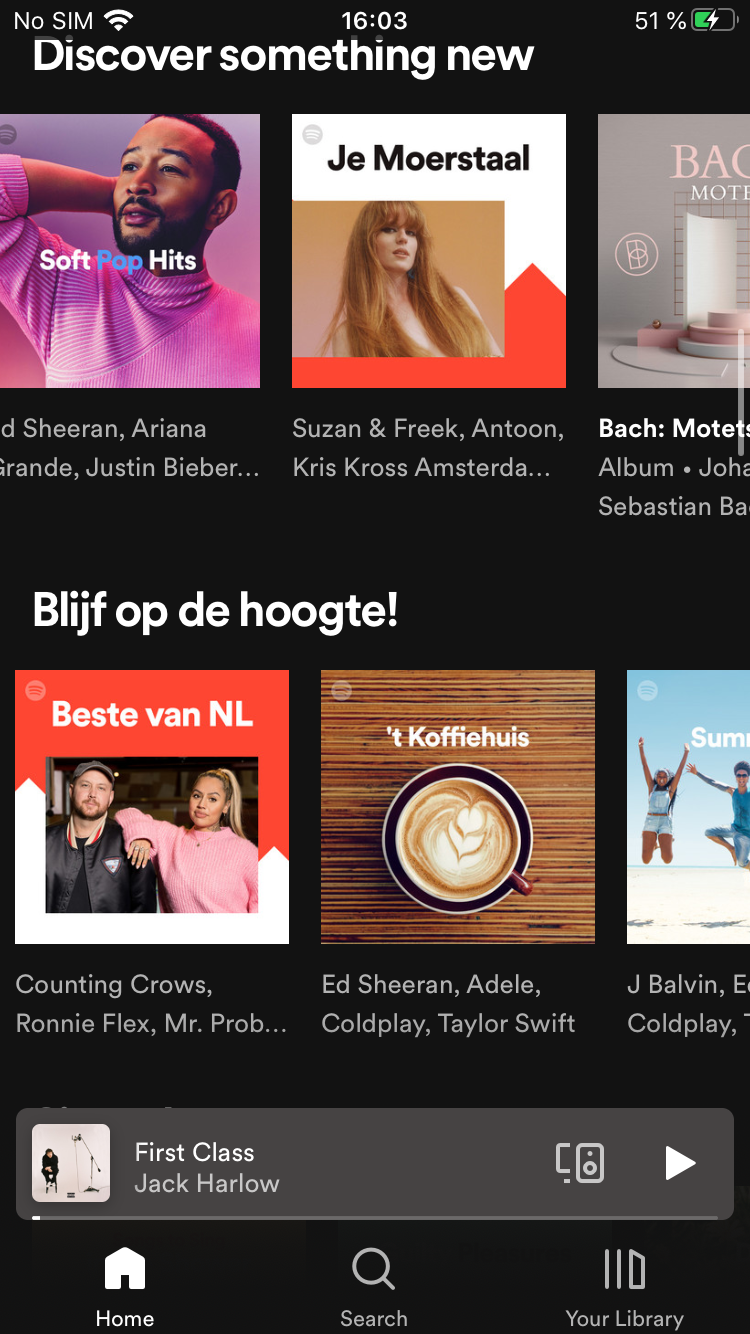 No SIM 16:03 51 %
Discover something new
Soft Pop Hits
Je Moerstaal
MOTE
d Sheeran, Ariana
Grande, Justin Bieber...
Suzan & Freek, Antoon,
Kris Kross Amsterda...
Bach: Motets
Album • Joha
Sebastian Ba
Blijf op de hoogte!
Beste van NL
't Koffiehuis
Counting Crows,
Ronnie Flex, Mr. Prob...
Ed Sheeran, Adele,
Coldplay, Taylor Swift
J Balvin, E
Coldplay, T
First Class
Jack Harlow
Home
Search
Your Library